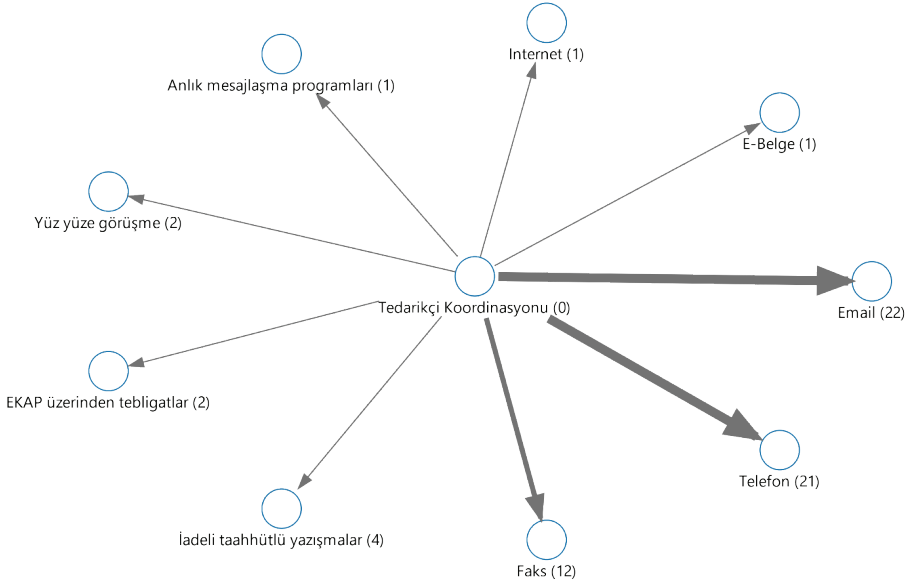 Internet (1)
Anlık mesajlaşma programları (1)
E-Belge (1)
Yüz yüze görüşme (2)
Tedarikçi Koordinasyonu (0)
Email (22)
EKAP üzerinden tebligatlar (2)
Telefon (21)
İadeli taahhütlü yazışmalar (4)
Faks (12)